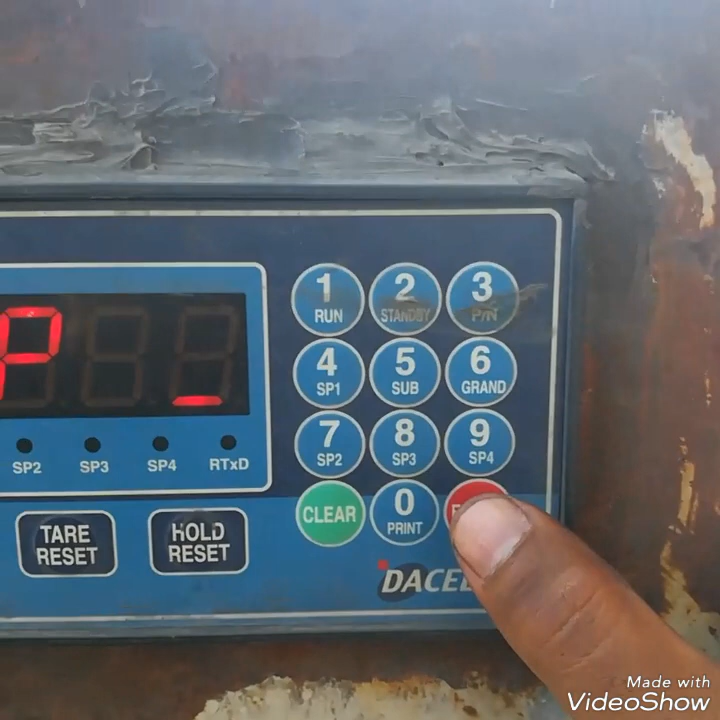 1 2 3
RUN STANDBY P/N
P _
4 5 6
SP1 SUB GRAND
7 8 9
SP2 SP3 SP4
SP2 SP3 SP4 RTxD
CLEAR 0
PRINT
TARE HOLD
RESET RESET
DACE
Made with
VideoShow